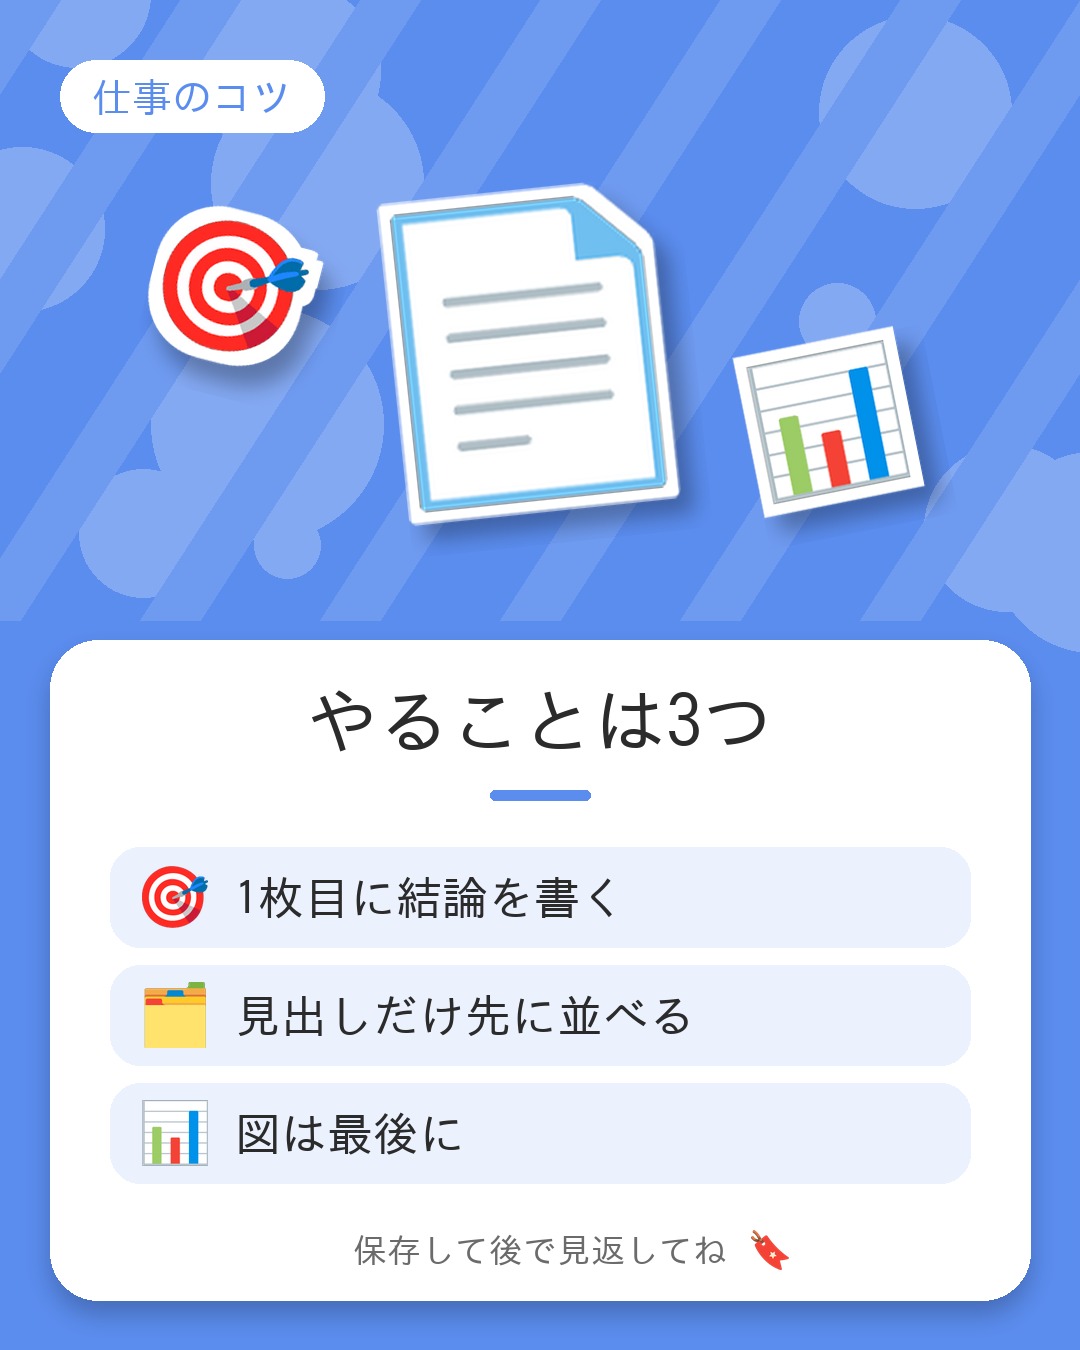 仕事のコツ
やることは3つ
1枚目に結論を書く
見出しだけ先に並べる
図は最後に
保存して後で見返してね